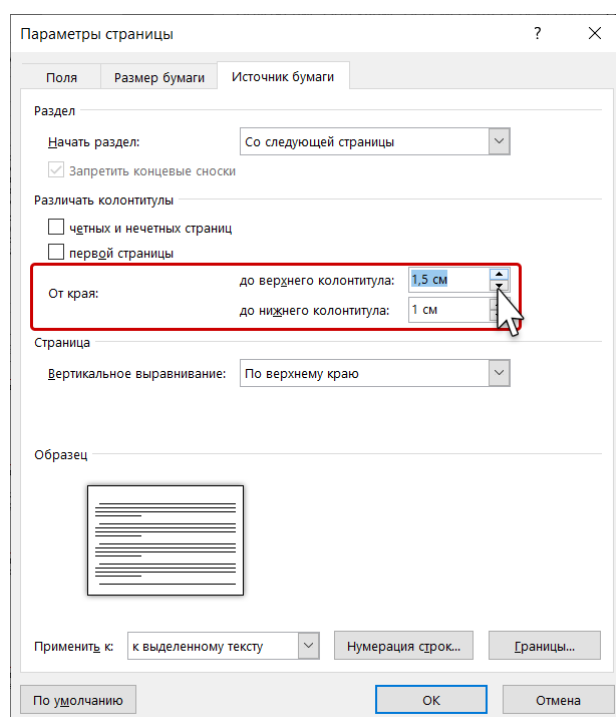 Параметры страницы ?
Поля Размер бумаги Источник бумаги
Раздел
Начать раздел: Со следующей страницы
Запретить концевые сноски
Различать колонтитулы
четных и нечетных страниц
первой страницы
От края:
до верхнего колонтитула: 1,5 см
до нижнего колонтитула: 1 см
Страница
Вертикальное выравнивание: По верхнему краю
Образец
Применить к: к выделенному тексту Нумерация строк... Границы...
По умолчанию ОК Отмена